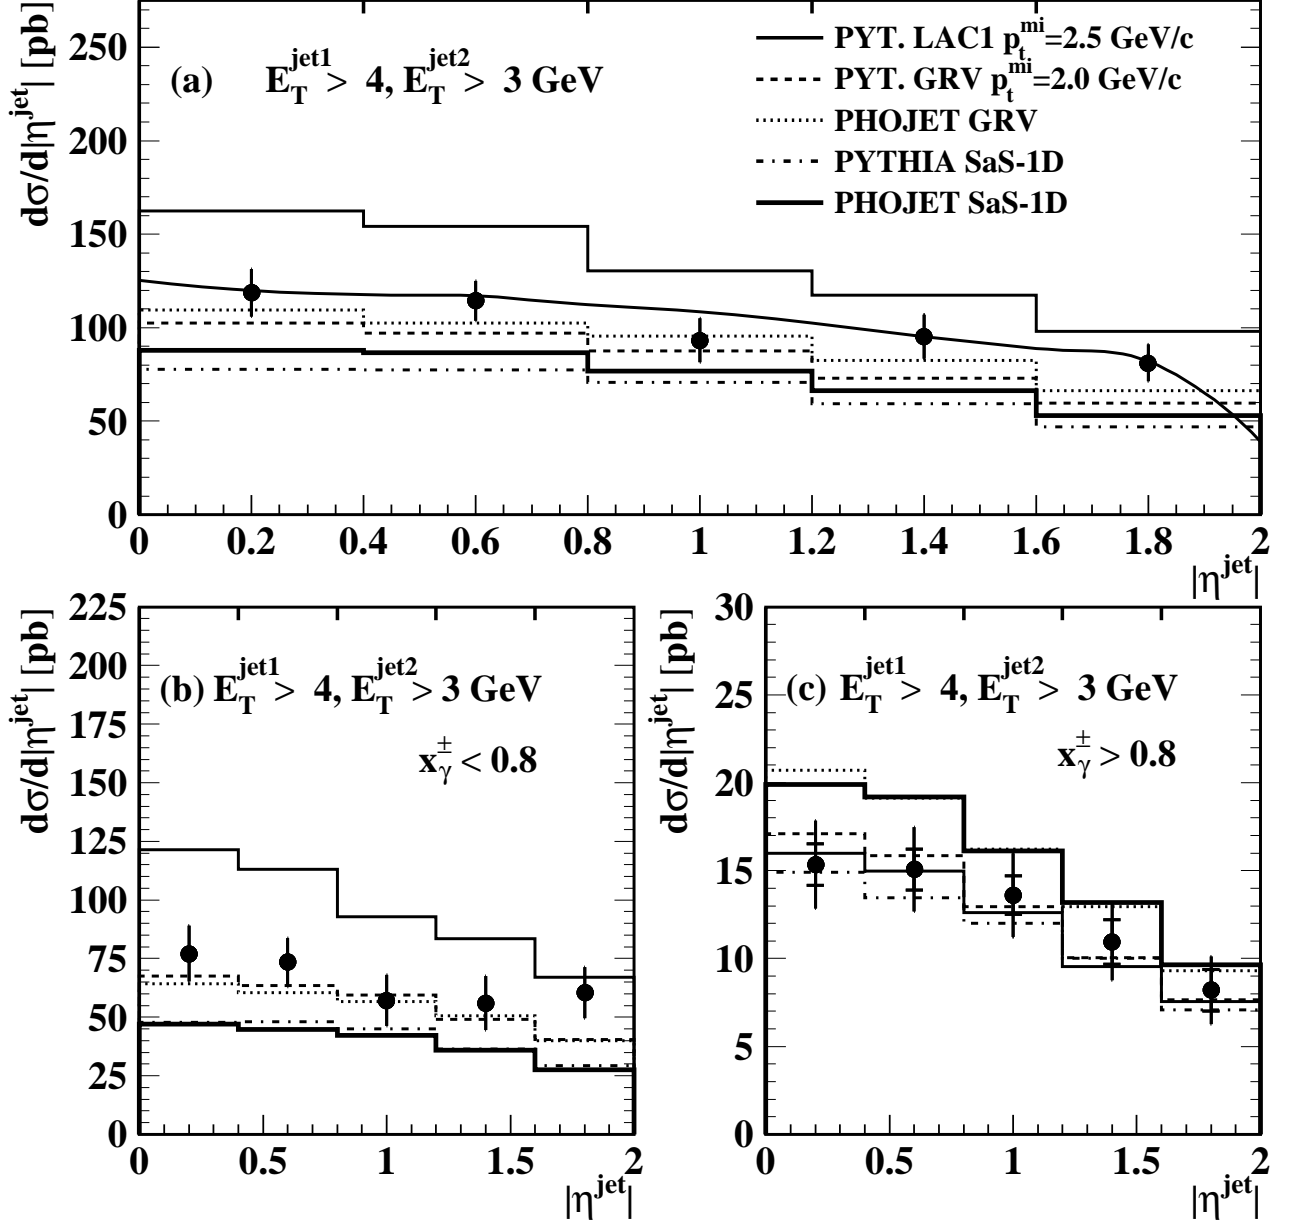 dσ/d|η^jet| [pb]
250
200
150
100
50
0
(a) E_T^jet1 > 4, E_T^jet2 > 3 GeV
PYT. LAC1 p_t^mi=2.5 GeV/c
PYT. GRV p_t^mi=2.0 GeV/c
PHOJET GRV
PYTHIA SaS-1D
PHOJET SaS-1D
0 0.2 0.4 0.6 0.8 1 1.2 1.4 1.6 1.8 2
|η^jet|
dσ/d|η^jet| [pb]
225
200
175
150
125
100
75
50
25
0
(b) E_T^jet1 > 4, E_T^jet2 > 3 GeV
x_γ^± < 0.8
0 0.5 1 1.5 2
|η^jet|
dσ/d|η^jet| [pb]
30
25
20
15
10
5
0
(c) E_T^jet1 > 4, E_T^jet2 > 3 GeV
x_γ^± > 0.8
0 0.5 1 1.5 2
|η^jet|